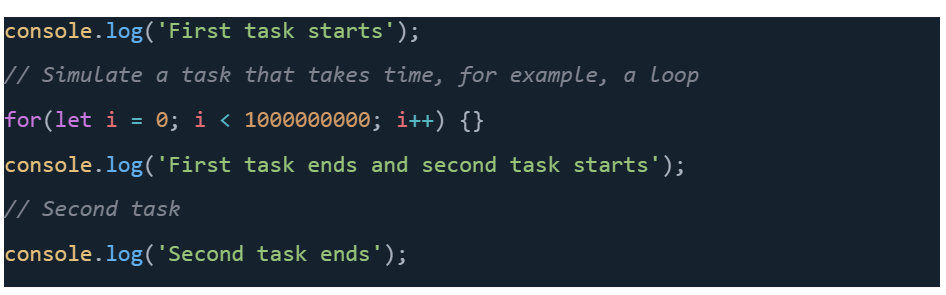 console.log('First task starts');
// Simulate a task that takes time, for example, a loop
for(let i = 0; i < 1000000000; i++) {}
console.log('First task ends and second task starts');
// Second task
console.log('Second task ends');